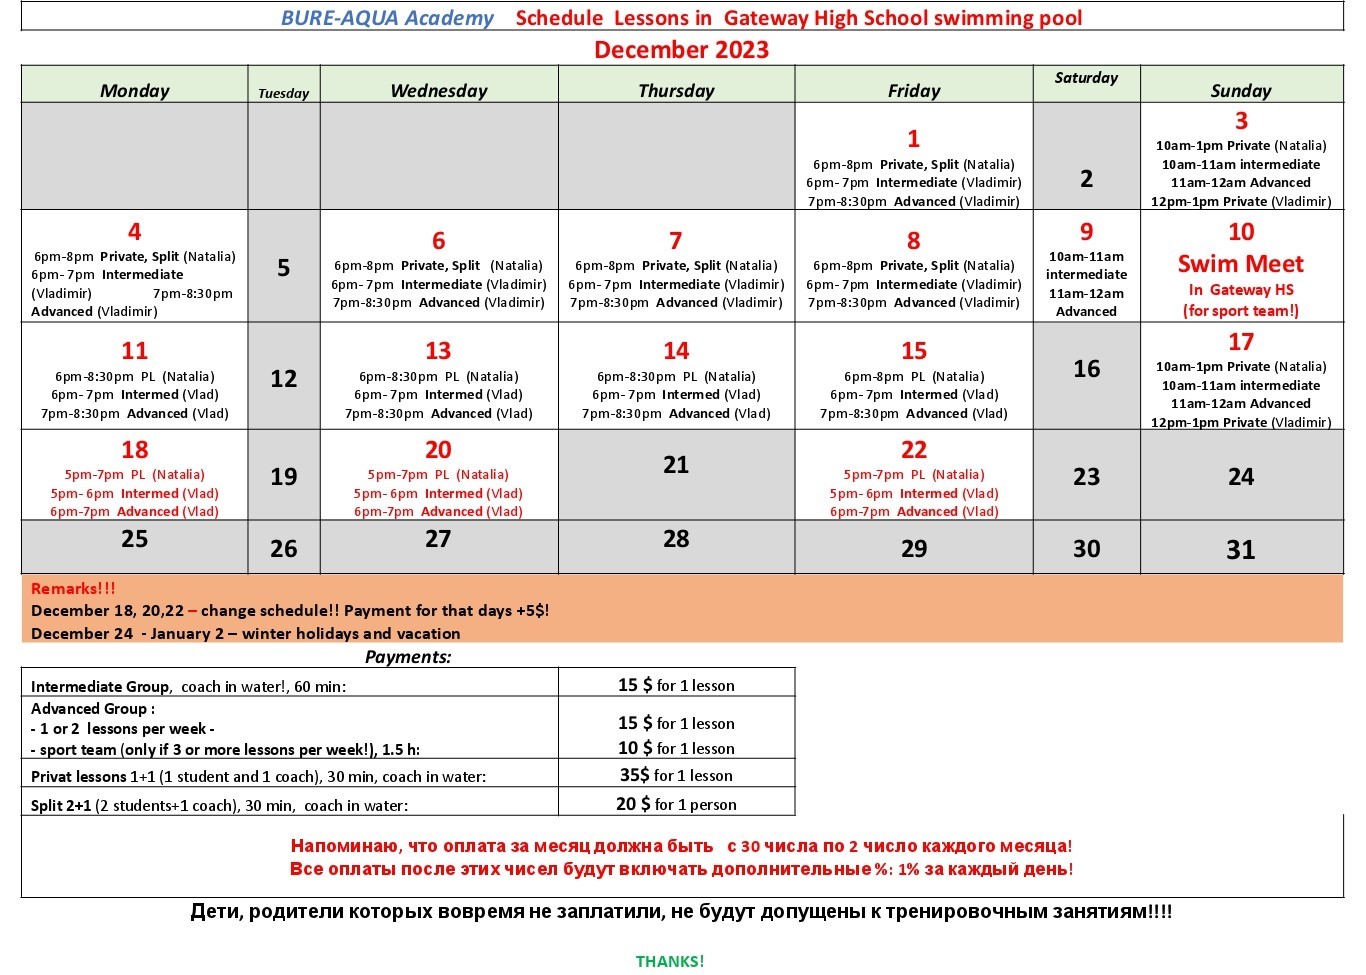 BURE-AQUA Academy Schedule Lessons in Gateway High School swimming pool
December 2023
Monday Tuesday Wednesday Thursday Friday Saturday Sunday
1
6pm-8pm Private, Split (Natalia)
6pm- 7pm Intermediate (Vladimir)
7pm-8:30pm Advanced (Vladimir)
2
3
10am-1pm Private (Natalia)
10am-11am intermediate
11am-12am Advanced
12pm-1pm Private (Vladimir)
4
6pm-8pm Private, Split (Natalia)
6pm- 7pm Intermediate
(Vladimir) 7pm-8:30pm
Advanced (Vladimir)
5
6
6pm-8pm Private, Split (Natalia)
6pm- 7pm Intermediate (Vladimir)
7pm-8:30pm Advanced (Vladimir)
7
6pm-8pm Private, Split (Natalia)
6pm- 7pm Intermediate (Vladimir)
7pm-8:30pm Advanced (Vladimir)
8
6pm-8pm Private, Split (Natalia)
6pm- 7pm Intermediate (Vladimir)
7pm-8:30pm Advanced (Vladimir)
9
10am-11am
intermediate
11am-12am
Advanced
10
Swim Meet
In Gateway HS
(for sport team!)
11
6pm-8:30pm PL (Natalia)
6pm- 7pm Intermed (Vlad)
7pm-8:30pm Advanced (Vlad)
12
13
6pm-8:30pm PL (Natalia)
6pm- 7pm Intermed (Vlad)
7pm-8:30pm Advanced (Vlad)
14
6pm-8:30pm PL (Natalia)
6pm- 7pm Intermed (Vlad)
7pm-8:30pm Advanced (Vlad)
15
6pm-8pm PL (Natalia)
6pm- 7pm Intermed (Vlad)
7pm-8:30pm Advanced (Vlad)
16
17
10am-1pm Private (Natalia)
10am-11am intermediate
11am-12am Advanced
12pm-1pm Private (Vladimir)
18
5pm-7pm PL (Natalia)
5pm- 6pm Intermed (Vlad)
6pm-7pm Advanced (Vlad)
19
20
5pm-7pm PL (Natalia)
5pm- 6pm Intermed (Vlad)
6pm-7pm Advanced (Vlad)
21
22
5pm-7pm PL (Natalia)
5pm- 6pm Intermed (Vlad)
6pm-7pm Advanced (Vlad)
23
24
25
26
27
28
29
30
31
Remarks!!!
December 18, 20,22 – change schedule!! Payment for that days +5$!
December 24 - January 2 – winter holidays and vacation
Payments:
Intermediate Group, coach in water!, 60 min: 15 $ for 1 lesson
Advanced Group :
- 1 or 2 lessons per week - 15 $ for 1 lesson
- sport team (only if 3 or more lessons per week!), 1.5 h: 10 $ for 1 lesson
Privat lessons 1+1 (1 student and 1 coach), 30 min, coach in water: 35$ for 1 lesson
Split 2+1 (2 students+1 coach), 30 min, coach in water: 20 $ for 1 person
Напоминаю, что оплата за месяц должна быть с 30 числа по 2 число каждого месяца!
Все оплаты после этих чисел будут включать дополнительные %: 1% за каждый день!
Дети, родители которых вовремя не заплатили, не будут допущены к тренировочным занятиям!!!!
THANKS!